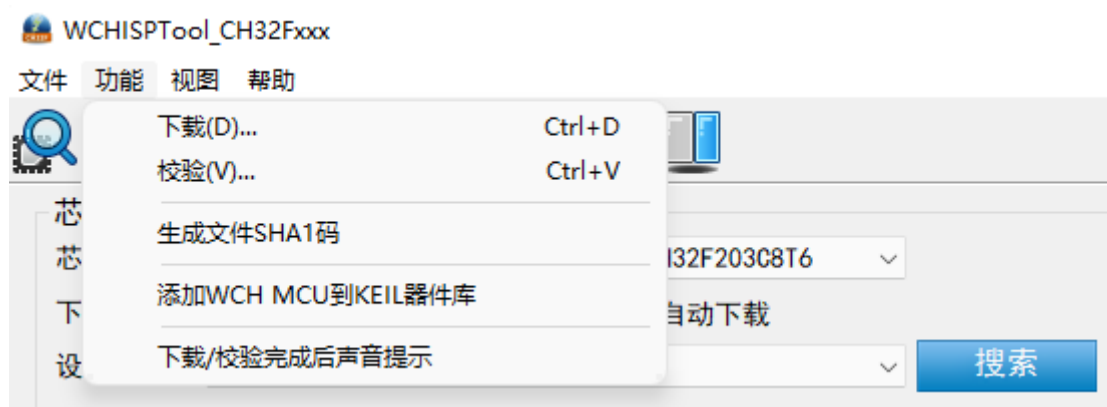 WCHISPTool_CH32Fxxx
文件 功能 视图 帮助
下载(D)... Ctrl+D
校验(V)... Ctrl+V
芯
生成文件SHA1码
芯 32F203C8T6
添加WCH MCU到KEIL器件库
下 自动下载
下载/校验完成后声音提示
设 搜索